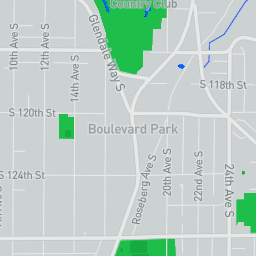 Country Club
10th Ave S
12th Ave S
14th Ave S
Glendale Way S
S 118th St
S 120th St
Boulevard Park
S 124th St
Roseberg Ave S
20th Ave S
22nd Ave S
24th Ave S